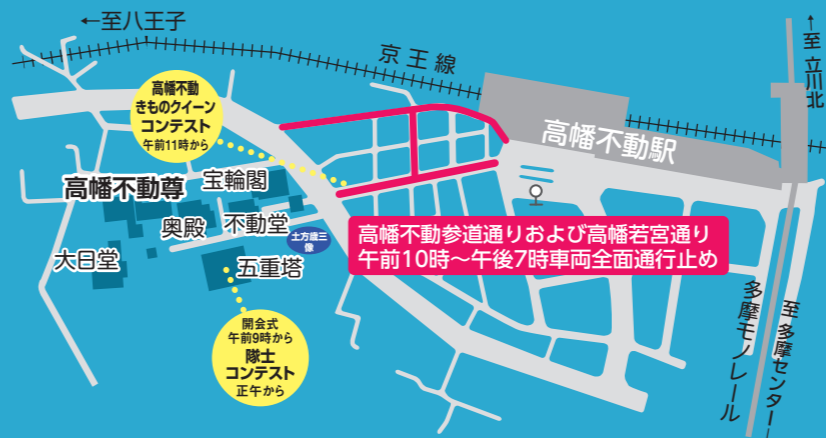 ←至八王子
京王線
←至 立川北
高幡不動
きものクイーン
コンテスト
午前11時から
高幡不動駅
高幡不動尊
宝輪閣
奥殿
不動堂
土方歳三
像
大日堂
五重塔
高幡不動参道通りおよび高幡若宮通り
午前10時～午後7時車両全面通行止め
開会式
午前9時から
隊士
コンテスト
正午から
多摩モノレール
至 多摩センター→